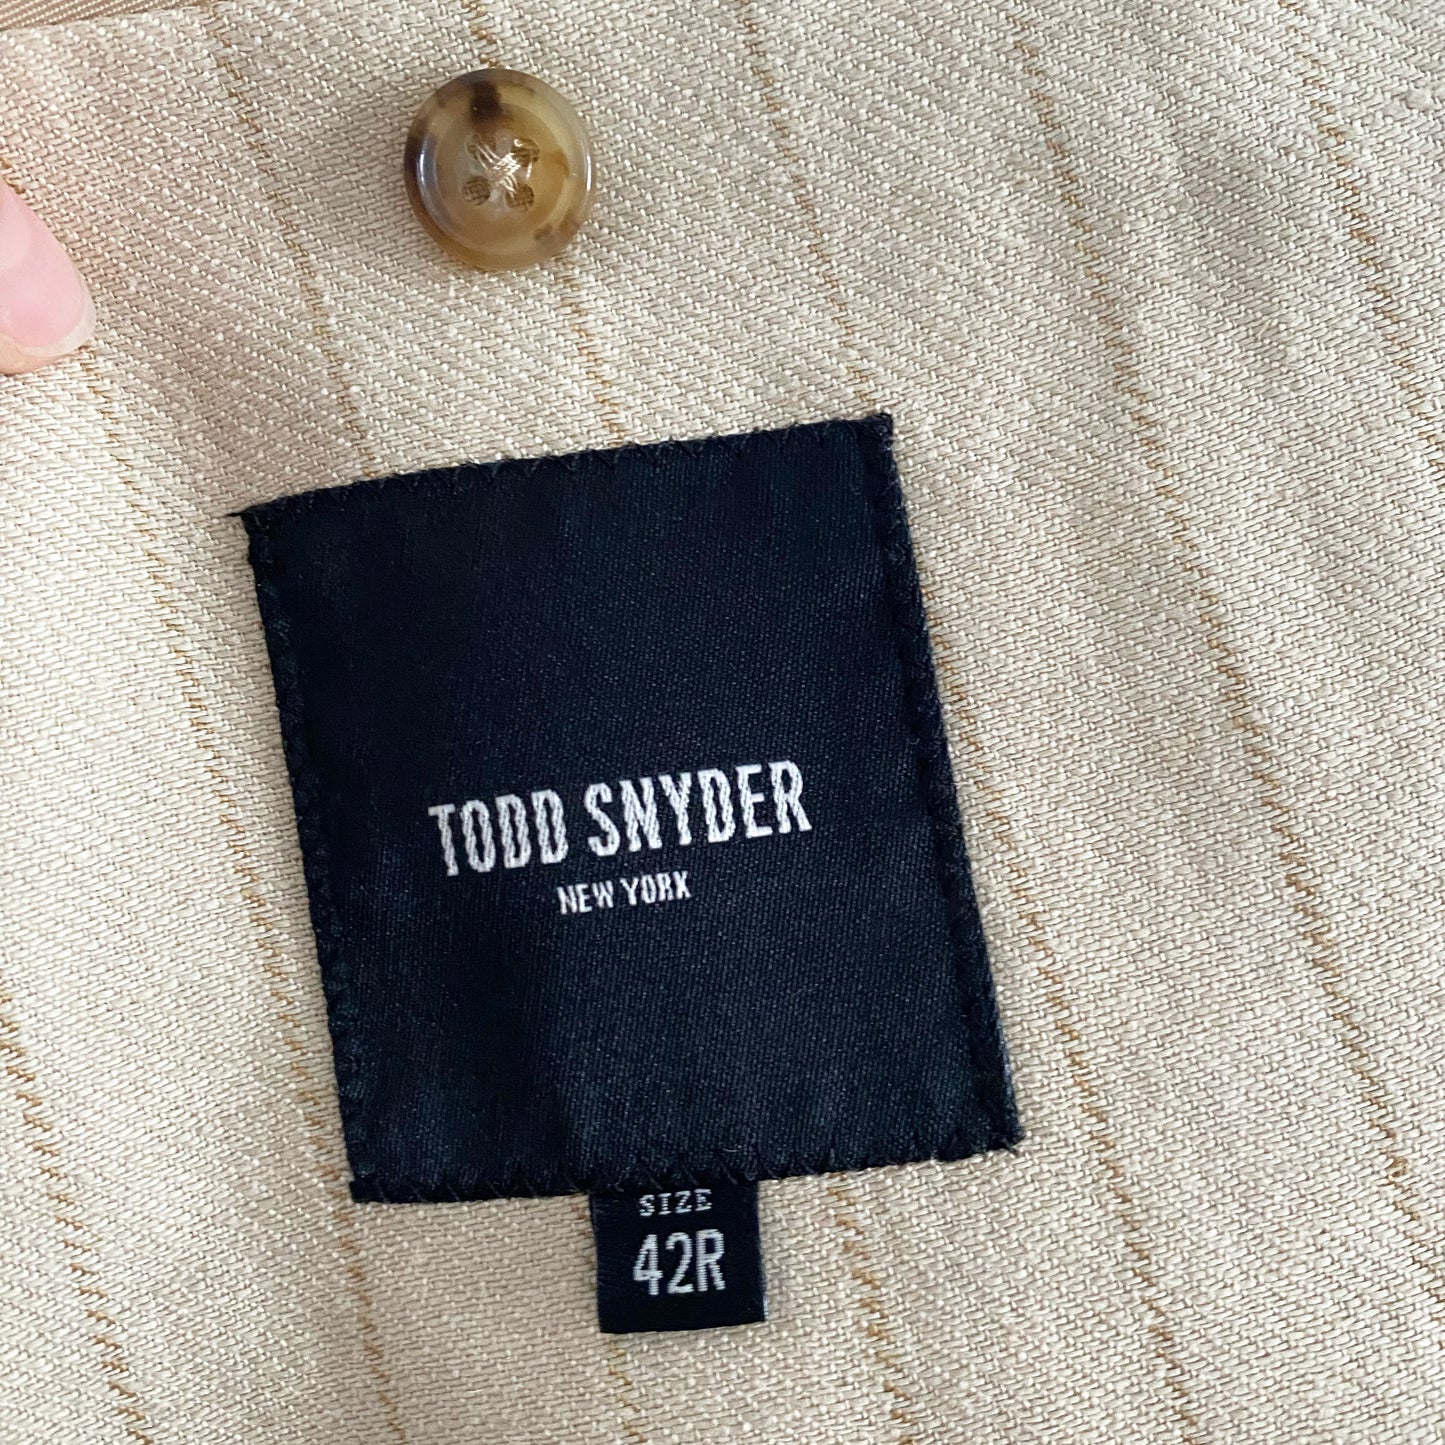 TODD SNYDER
NEW YORK
SIZE
42R